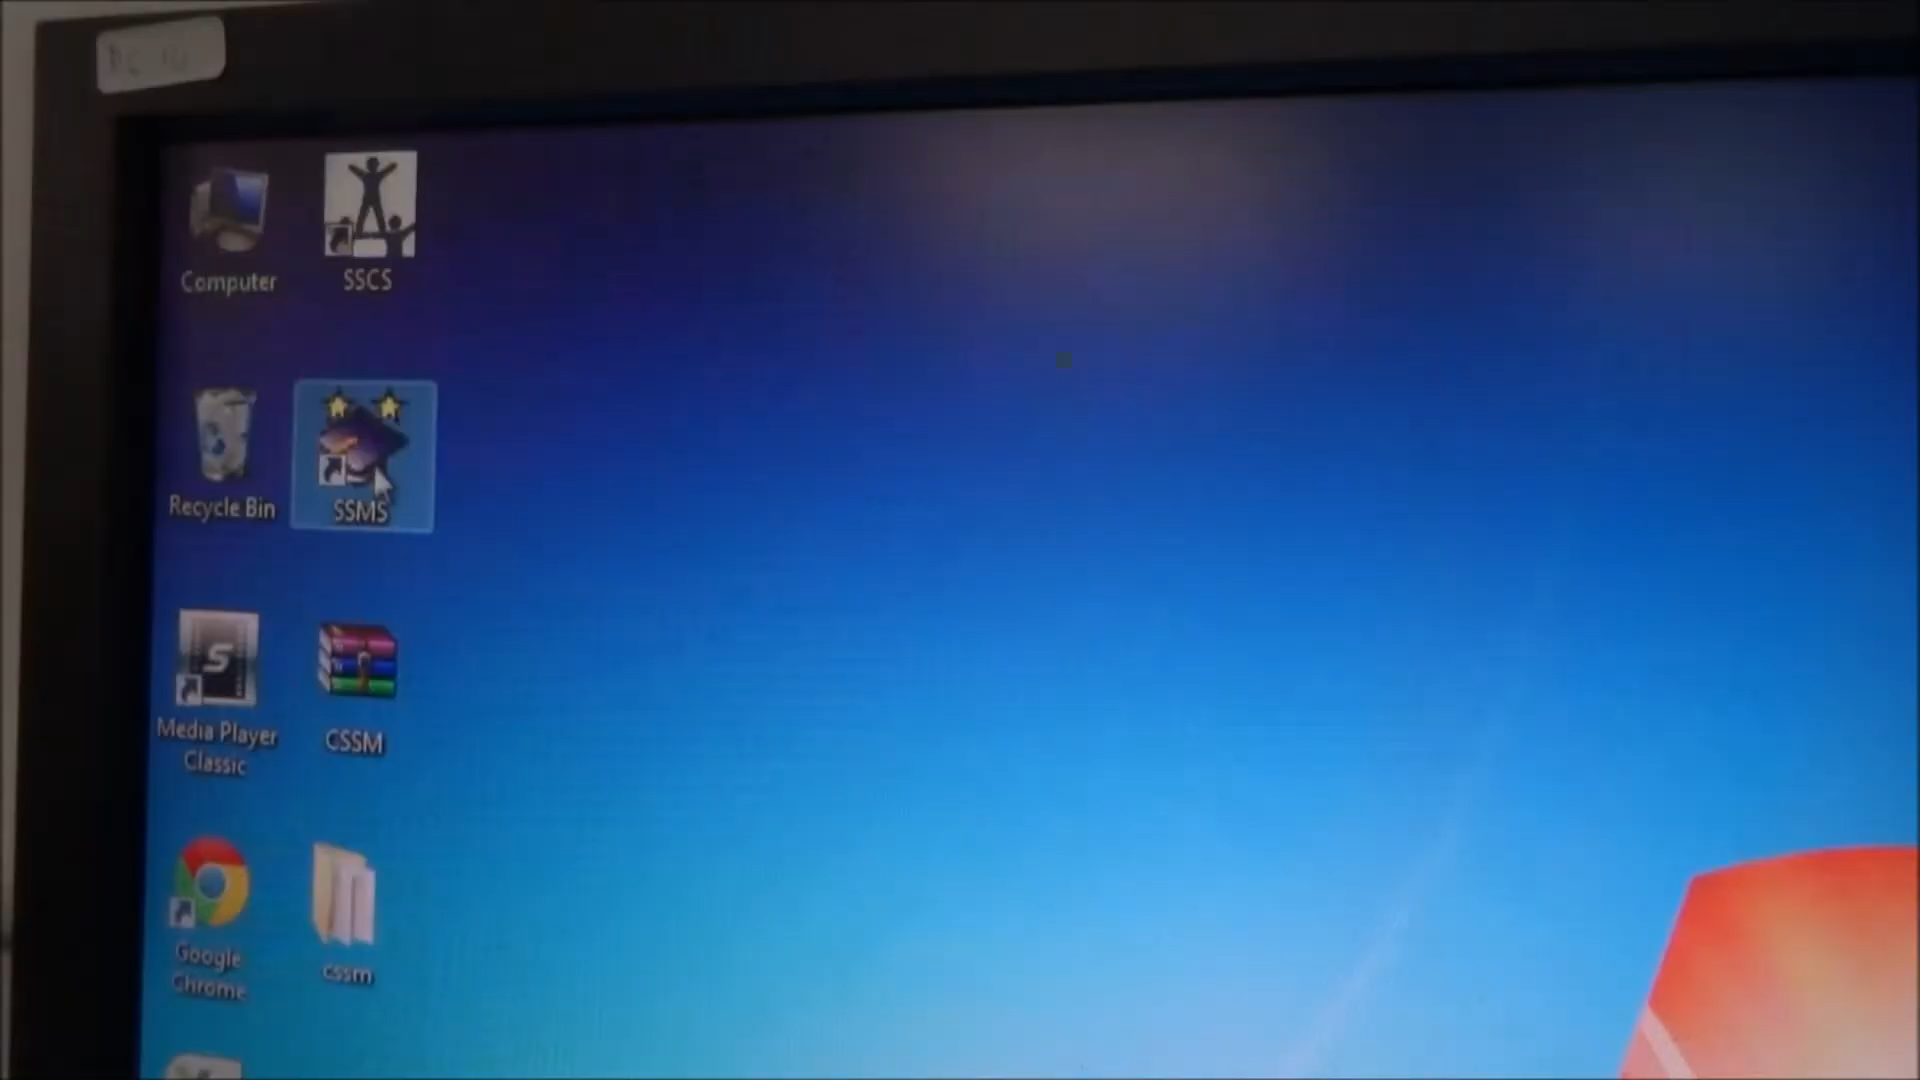 Computer
SSCS
Recycle Bin
SSMS
Media Player
Classic
CSSM
Google
Chrome
cssm